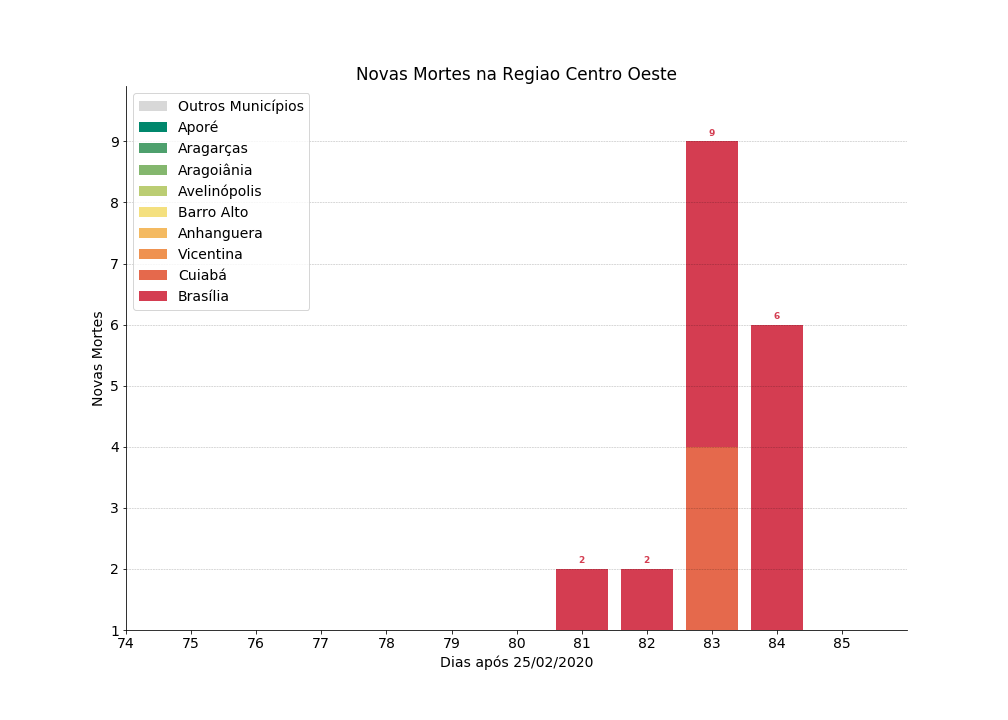 Novas Mortes na Regiao Centro Oeste
Outros Municípios
Aporé
Aragarças
Aragoiânia
Avelinópolis
Barro Alto
Anhanguera
Vicentina
Cuiabá
Brasília
Novas Mortes
9
8
7
6
5
4
3
2
1
2
2
9
6
74 75 76 77 78 79 80 81 82 83 84 85
Dias após 25/02/2020